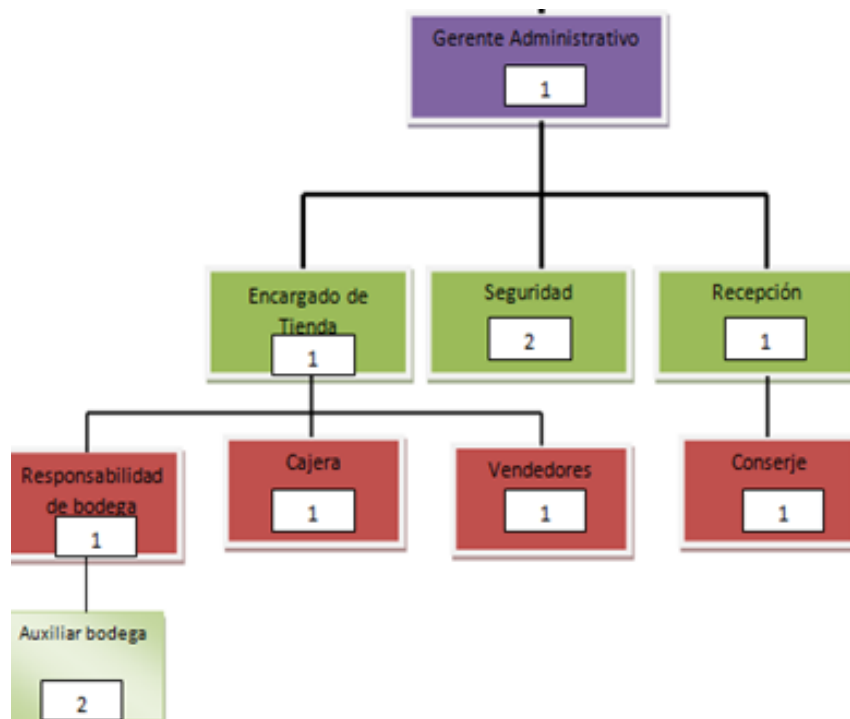 Gerente Administrativo
1
Encargado de
Tienda
1
Seguridad
2
Recepción
1
Responsabilidad
de bodega
1
Cajera
1
Vendedores
1
Conserje
1
Auxiliar bodega
2